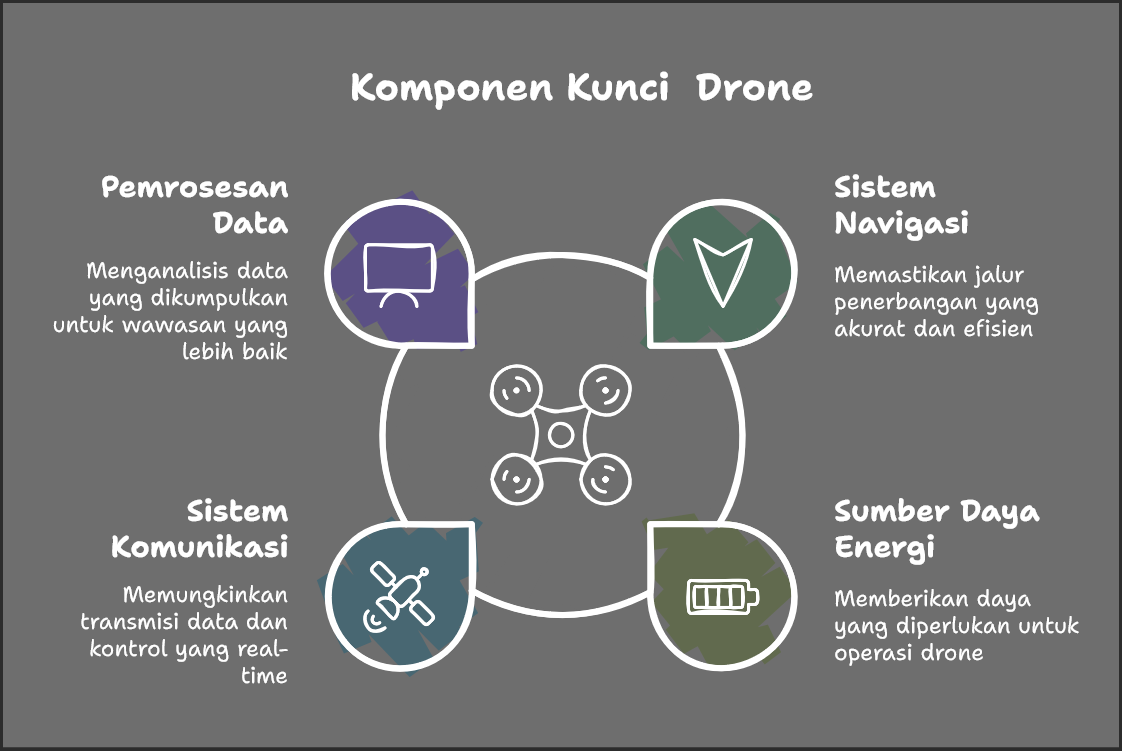 Komponen Kunci Drone
Pemrosesan
Data
Menganalisis data
yang dikumpulkan
untuk wawasan yang
lebih baik
Sistem
Navigasi
Memastikan jalur
penerbangan yang
akurat dan efisien
Sistem
Komunikasi
Memungkinkan
transmisi data dan
kontrol yang real-
time
Sumber Daya
Energi
Memberikan daya
yang diperlukan untuk
operasi drone